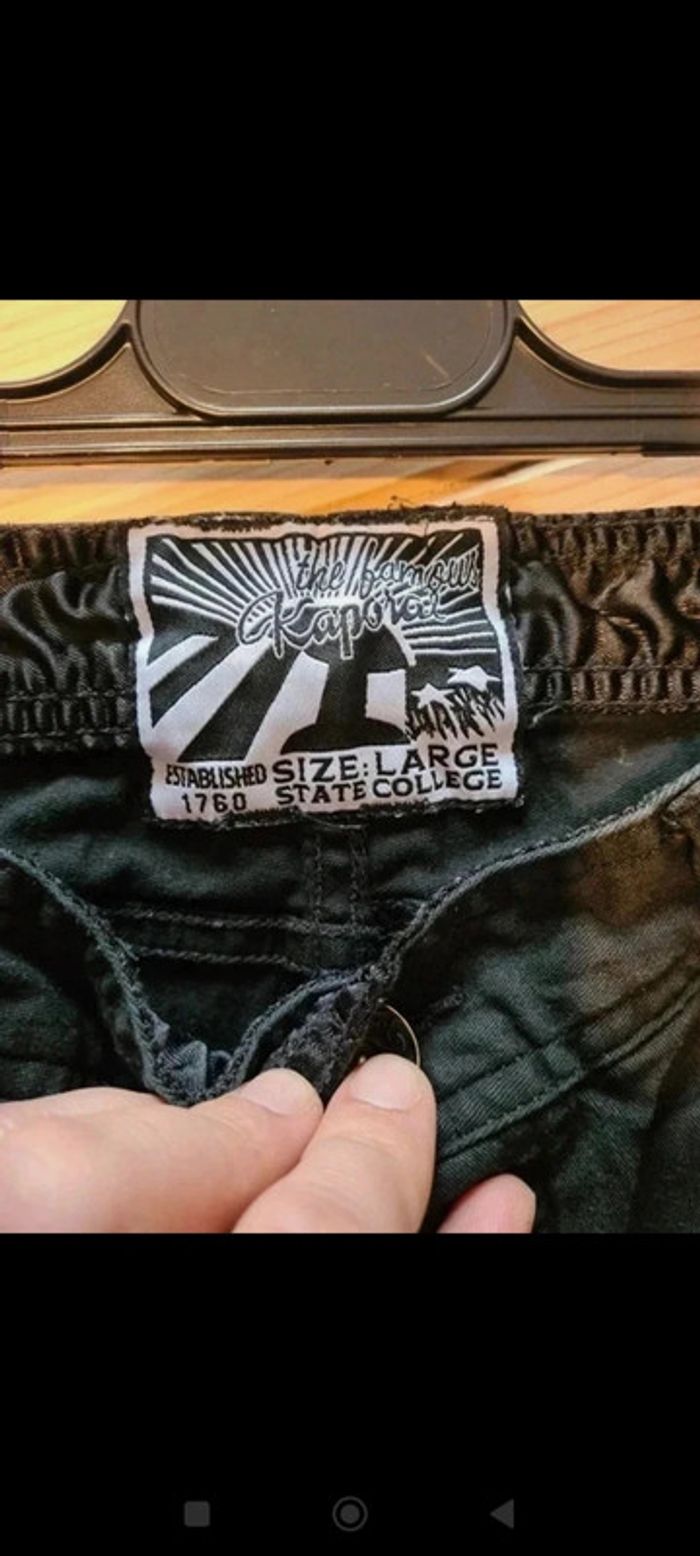 the famous
Kaporal
ESTABLISHED SIZE: LARGE
1760 STATE COLLEGE